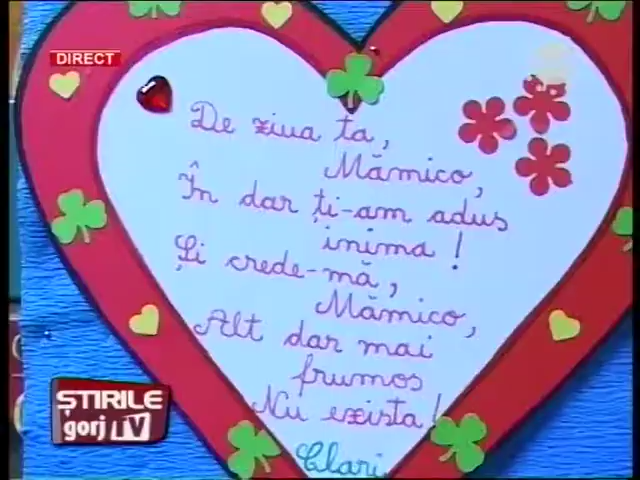 DIRECT
De ziua ta,
Mămico,
În dar ți-am adus
inima!
Și crede-mă,
Mămico,
Alt dar mai
frumos
Nu exista!
Clari
ȘTIRILE
gorj TV